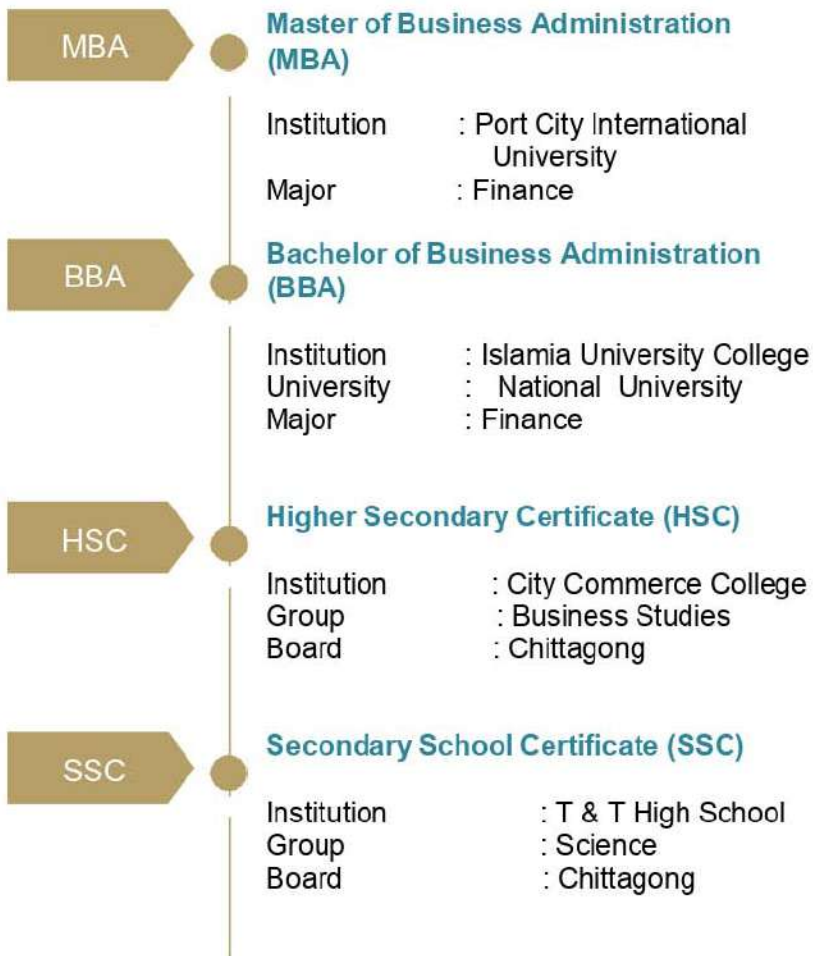 MBA
Master of Business Administration
(MBA)
Institution : Port City International
University
Major : Finance
BBA
Bachelor of Business Administration
(BBA)
Institution : Islamia University College
University : National University
Major : Finance
HSC
Higher Secondary Certificate (HSC)
Institution : City Commerce College
Group : Business Studies
Board : Chittagong
SSC
Secondary School Certificate (SSC)
Institution : T & T High School
Group : Science
Board : Chittagong